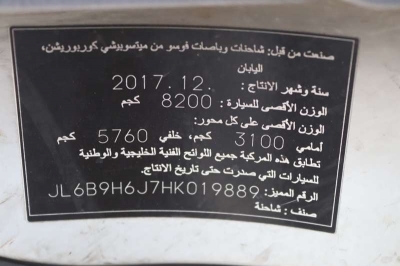 صنعت من قبل: شاحنات وباصات فوسو من ميتسوبيشي كوربوريشن،
اليابان
سنة وشهر الانتاج : 2017.12.
الوزن الأقصى للسيارة : 8200 كجم
الوزن الأقصى على كل محور:
أمامي 3100 كجم، خلفي 5760 كجم
تطابق هذه المركبة جميع اللوائح الفنية الخليجية والوطنية
للسيارات التي صدرت حتى تاريخ الانتاج.
الرقم المميز: JL6B9H6J7HK019889
صنف : شاحنة